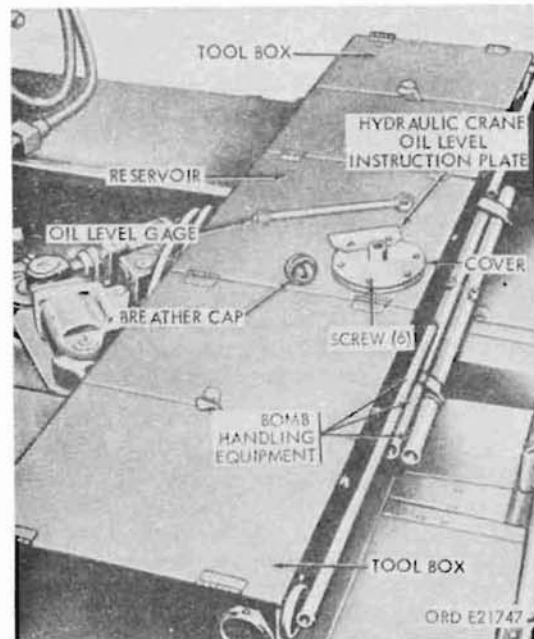 TOOL BOX
HYDRAULIC CRANE
OIL LEVEL
INSTRUCTION PLATE
RESERVOIR
OIL LEVEL GAGE
COVER
BREATHER CAP
SCREW (6)
BOMB
HANDLING
EQUIPMENT
TOOL BOX
ORD E21747